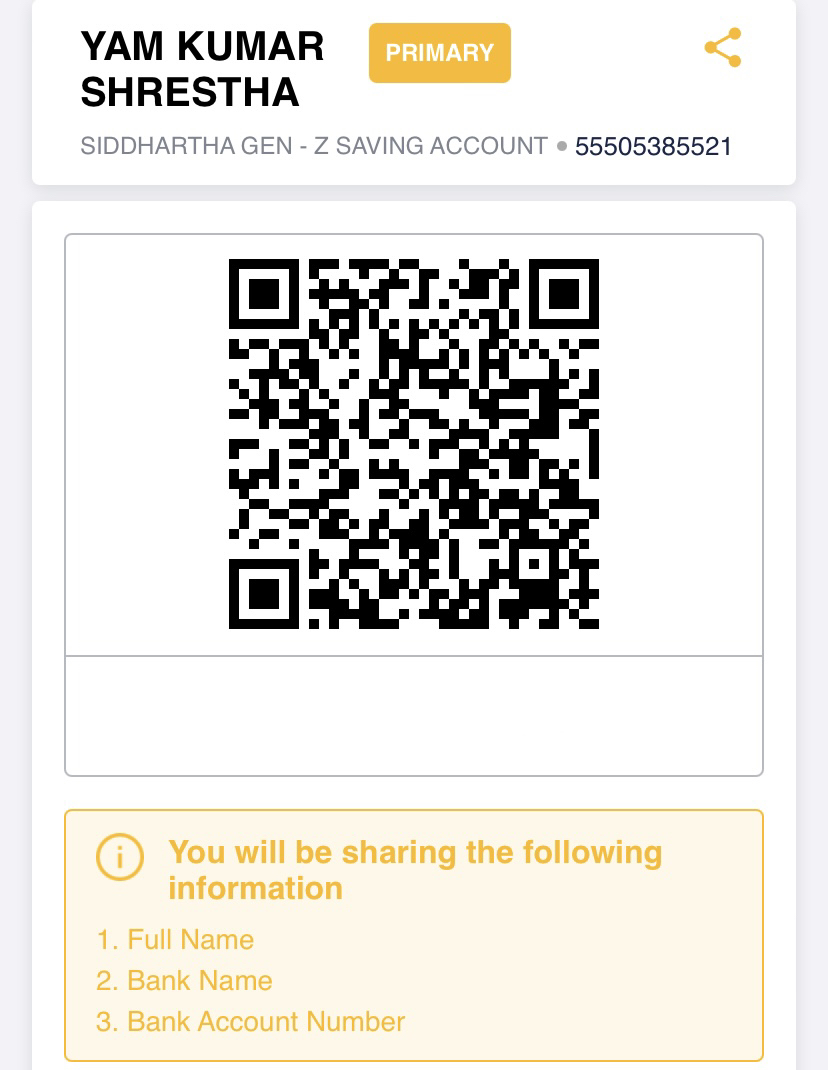 YAM KUMAR
SHRESTHA
PRIMARY
SIDDHARTHA GEN - Z SAVING ACCOUNT • 55505385521
You will be sharing the following
information
1. Full Name
2. Bank Name
3. Bank Account Number